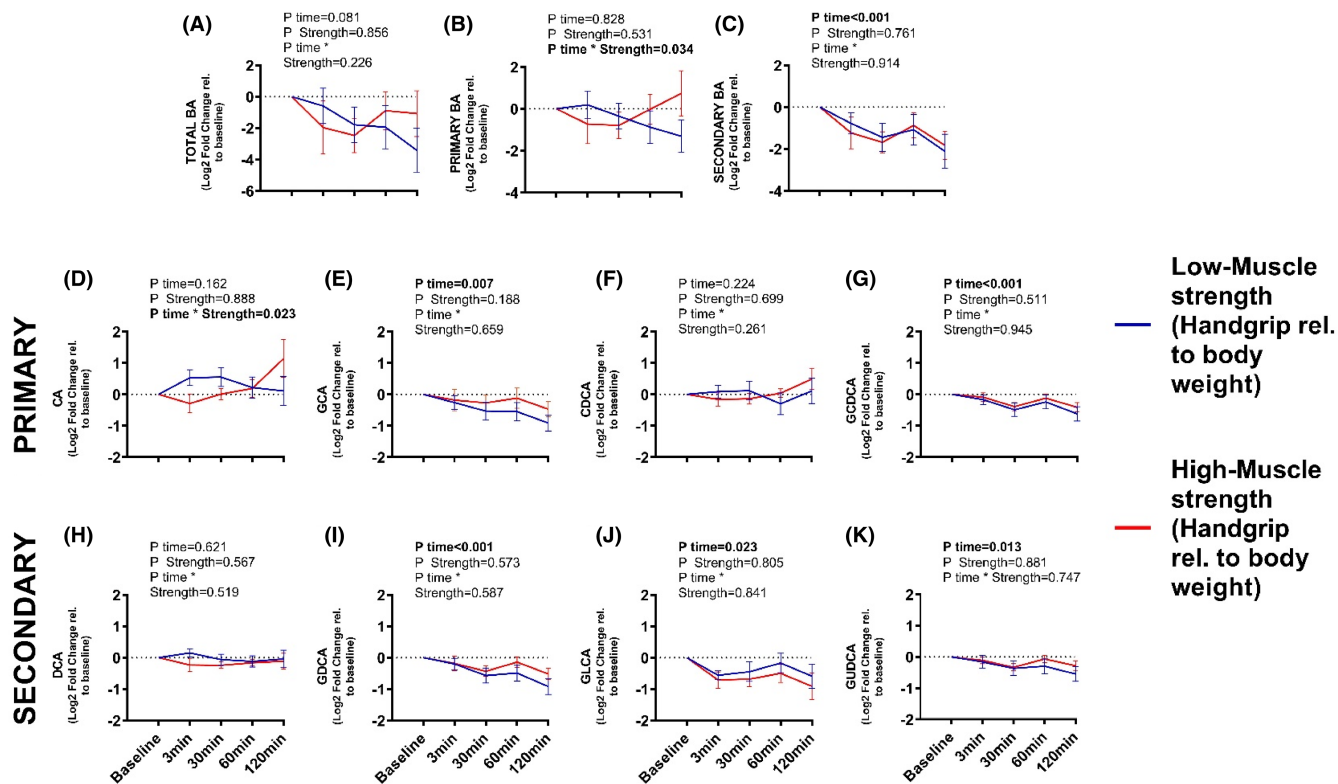 (A)
P time=0.081
P Strength=0.856
P time *
Strength=0.226
TOTAL BA
(Log2 Fold Change rel.
to baseline)
2
0
-2
-4
-6
(B)
P time=0.828
P Strength=0.531
P time * Strength=0.034
PRIMARY BA
(Log2 Fold Change rel.
to baseline)
2
0
-2
-4
(C)
P time<0.001
P Strength=0.761
P time *
Strength=0.914
SECONDARY BA
(Log2 Fold Change rel.
to baseline)
2
0
-2
-4
PRIMARY
(D)
P time=0.162
P Strength=0.888
P time * Strength=0.023
CA
(Log2 Fold Change rel.
to baseline)
2
1
0
-1
-2
(E)
P time=0.007
P Strength=0.188
P time *
Strength=0.659
GCA
(Log2 Fold Change rel.
to baseline)
2
1
0
-1
-2
(F)
P time=0.224
P Strength=0.699
P time *
Strength=0.261
CDCA
(Log2 Fold Change rel.
to baseline)
2
1
0
-1
-2
(G)
P time<0.001
P Strength=0.511
P time *
Strength=0.945
GCDCA
(Log2 Fold Change rel.
to baseline)
2
1
0
-1
-2
Low-Muscle
strength
(Handgrip rel.
to body
weight)
High-Muscle
strength
(Handgrip
rel. to body
weight)
SECONDARY
(H)
P time=0.621
P Strength=0.567
P time *
Strength=0.519
DCA
(Log2 Fold Change rel.
to baseline)
2
1
0
-1
-2
Baseline
3min
30min
60min
120min
(I)
P time<0.001
P Strength=0.573
P time *
Strength=0.587
GDCA
(Log2 Fold Change rel.
to baseline)
2
1
0
-1
-2
Baseline
3min
30min
60min
120min
(J)
P time=0.023
P Strength=0.805
P time *
Strength=0.841
GLCA
(Log2 Fold Change rel.
to baseline)
2
1
0
-1
-2
Baseline
3min
30min
60min
120min
(K)
P time=0.013
P Strength=0.881
P time * Strength=0.747
GUDCA
(Log2 Fold Change rel.
to baseline)
2
1
0
-1
-2
Baseline
3min
30min
60min
120min